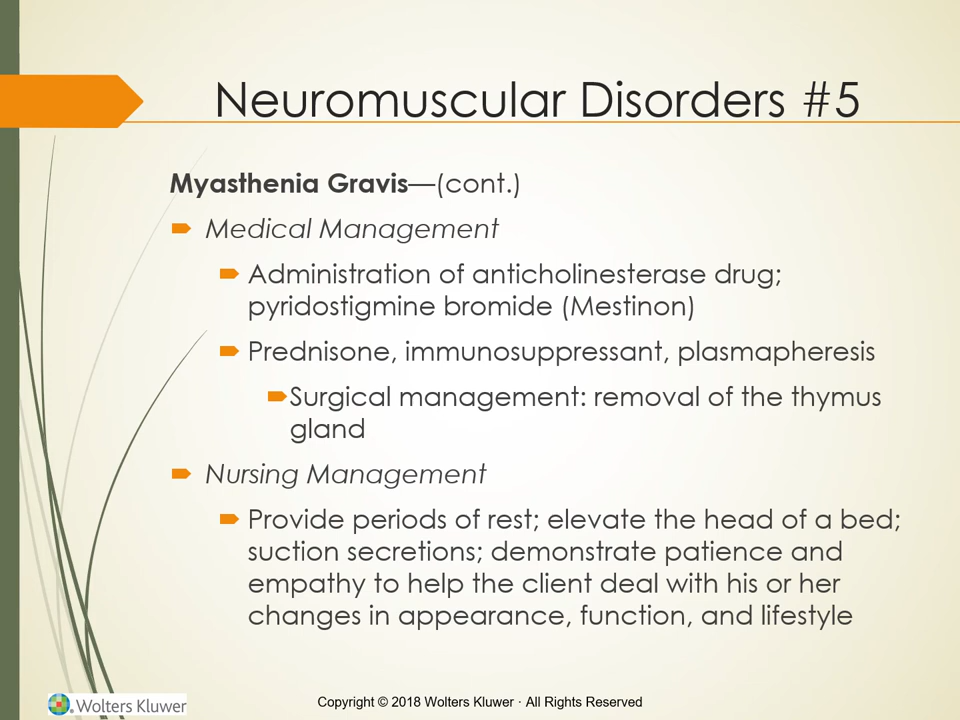 Neuromuscular Disorders #5
Myasthenia Gravis—(cont.)
Medical Management
Administration of anticholinesterase drug;
pyridostigmine bromide (Mestinon)
Prednisone, immunosuppressant, plasmapheresis
Surgical management: removal of the thymus
gland
Nursing Management
Provide periods of rest; elevate the head of a bed;
suction secretions; demonstrate patience and
empathy to help the client deal with his or her
changes in appearance, function, and lifestyle
Wolters Kluwer
Copyright © 2018 Wolters Kluwer · All Rights Reserved